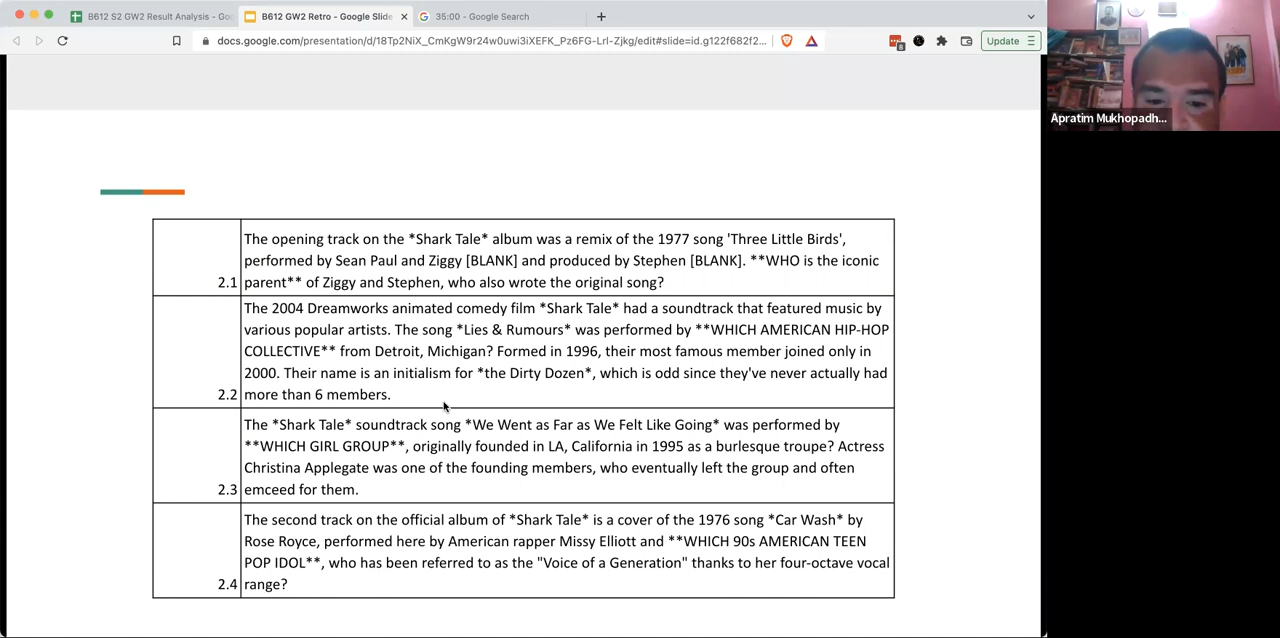 B612 S2 GW2 Result Analysis - Go
B612 GW2 Retro - Google Slide
35:00 - Google Search
docs.google.com/presentation/d/18Tp2NiX_CmKgW9r24w0uwi3iXEFK_Pz6FG-LrI-Zjkg/edit#slide=id.g122f682f2...
8
Update
Apratim Mukhopadh...
The opening track on the *Shark Tale* album was a remix of the 1977 song 'Three Little Birds',
performed by Sean Paul and Ziggy [BLANK] and produced by Stephen [BLANK]. **WHO is the iconic
2.1 parent** of Ziggy and Stephen, who also wrote the original song?
The 2004 Dreamworks animated comedy film *Shark Tale* had a soundtrack that featured music by
various popular artists. The song *Lies & Rumours* was performed by **WHICH AMERICAN HIP-HOP
COLLECTIVE** from Detroit, Michigan? Formed in 1996, their most famous member joined only in
2000. Their name is an initialism for *the Dirty Dozen*, which is odd since they've never actually had
2.2 more than 6 members.
The *Shark Tale* soundtrack song *We Went as Far as We Felt Like Going* was performed by
**WHICH GIRL GROUP**, originally founded in LA, California in 1995 as a burlesque troupe? Actress
Christina Applegate was one of the founding members, who eventually left the group and often
2.3 emceed for them.
The second track on the official album of *Shark Tale* is a cover of the 1976 song *Car Wash* by
Rose Royce, performed here by American rapper Missy Elliott and **WHICH 90s AMERICAN TEEN
POP IDOL**, who has been referred to as the "Voice of a Generation" thanks to her four-octave vocal
2.4 range?